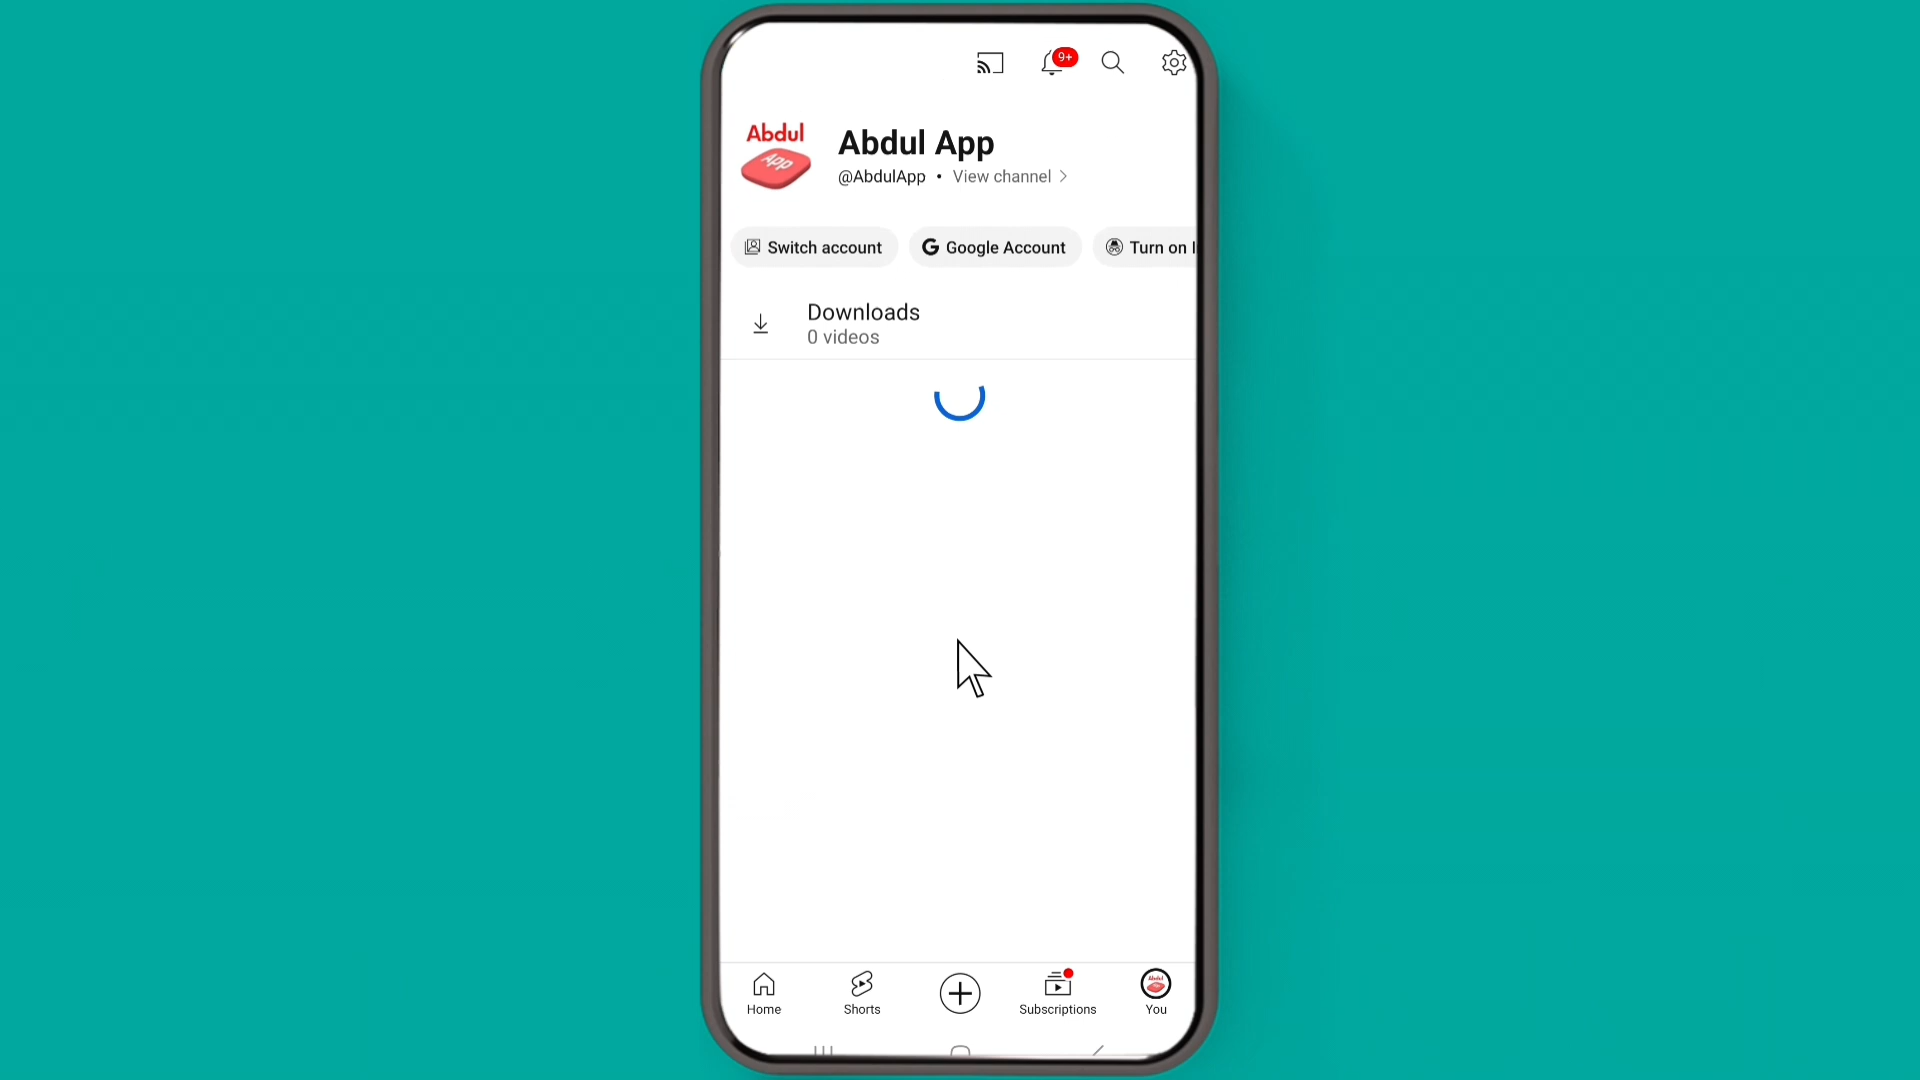 9+
Abdul
App
Abdul App
@AbdulApp • View channel
Switch account
Google Account
Turn on I
Downloads
0 videos
Home
Shorts
Subscriptions
You